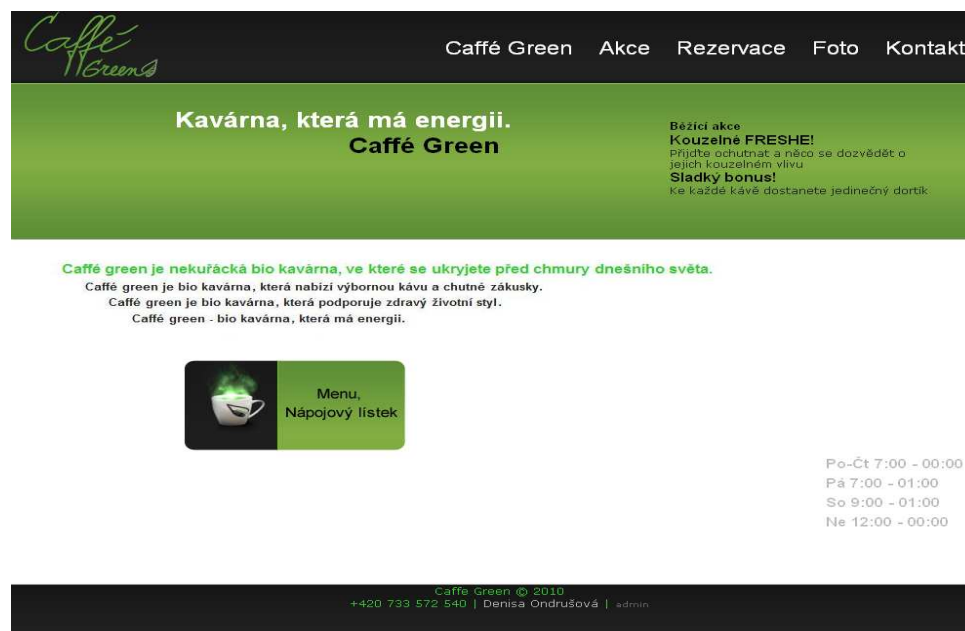 Caffé
Green
Caffé Green Akce Rezervace Foto Kontakt
Kavárna, která má energii.
Caffé Green
Běžící akce
Kouzelné FRESHE!
Přijďte ochutnat a něco se dozvědět o
jejich kouzelném vlivu
Sladký bonus!
Ke každé kávě dostanete jedinečný dortík
Caffé green je nekuřácká bio kavárna, ve které se ukryjete před chmury dnešního světa.
Caffé green je bio kavárna, která nabízí výbornou kávu a chutné zákusky.
Caffé green je bio kavárna, která podporuje zdravý životní styl.
Caffé green - bio kavárna, která má energii.
Menu,
Nápojový lístek
Po-Čt 7:00 - 00:00
Pá 7:00 - 01:00
So 9:00 - 01:00
Ne 12:00 - 00:00
Caffe Green © 2010
+420 733 572 540 | Denisa Ondrušová | admin